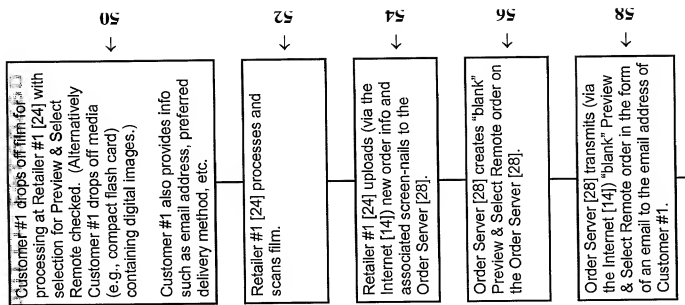 Customer #1 drops off film for
processing at Retailer #1 [24] with
selection for Preview & Select
Remote checked. (Alternatively
Customer #1 drops off media
(e.g., compact flash card)
containing digital images.)
Customer #1 also provides info
such as email address, preferred
delivery method, etc.
50
Retailer #1 [24] processes and
scans film.
52
Retailer #1 [24] uploads (via the
Internet [14]) new order info and
associated screen-nails to the
Order Server [28].
54
Order Server [28] creates "blank"
Preview & Select Remote order on
the Order Server [28].
56
Order Server [28] transmits (via
the Internet [14]) "blank" Preview
& Select Remote order in the form
of an email to the email address of
Customer #1.
58